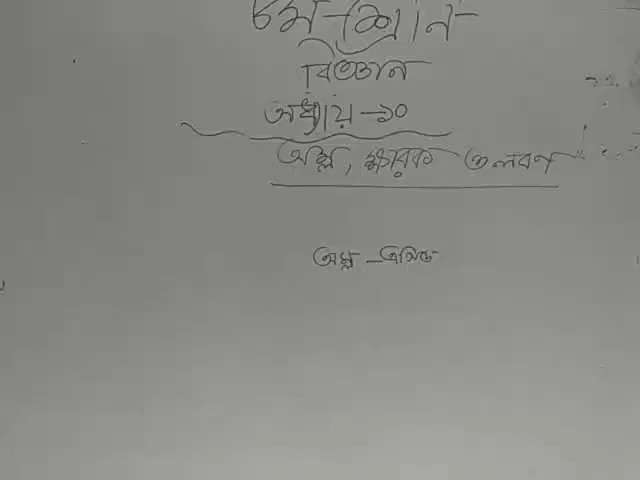 ৮ম-শ্রেণি-
বিজ্ঞান
অধ্যায়-১০
অম্ল, ক্ষারক ও লবণ
অম্ল -এসিড